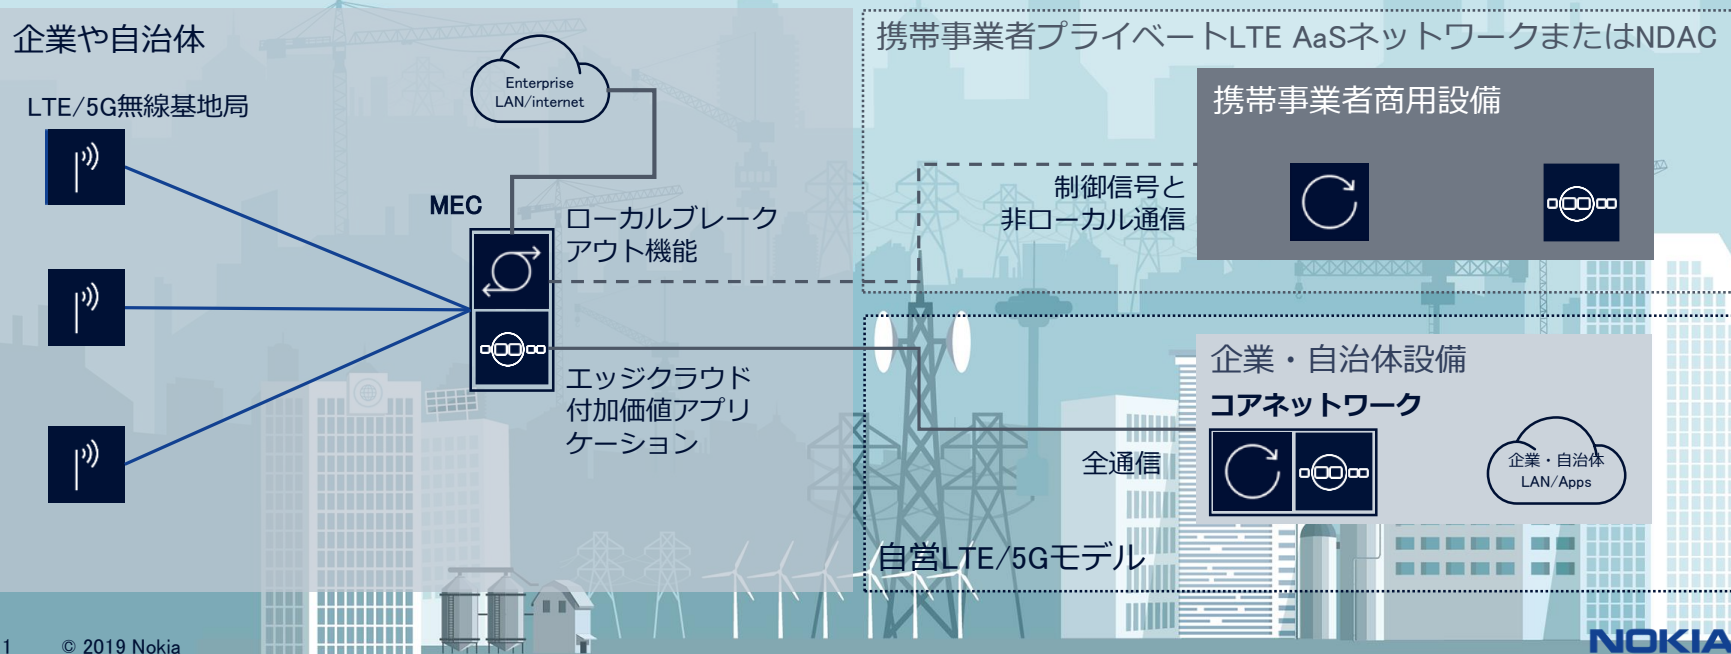 企業や自治体
LTE/5G無線基地局
Enterprise
LAN/internet
MEC
ローカルブレーク
アウト機能
エッジクラウド
付加価値アプリ
ケーション
携帯事業者プライベートLTE AaSネットワークまたはNDAC
携帯事業者商用設備
制御信号と
非ローカル通信
企業・自治体設備
コアネットワーク
企業・自治体
LAN/Apps
全通信
自営LTE/5Gモデル
1 © 2019 Nokia
NOKIA